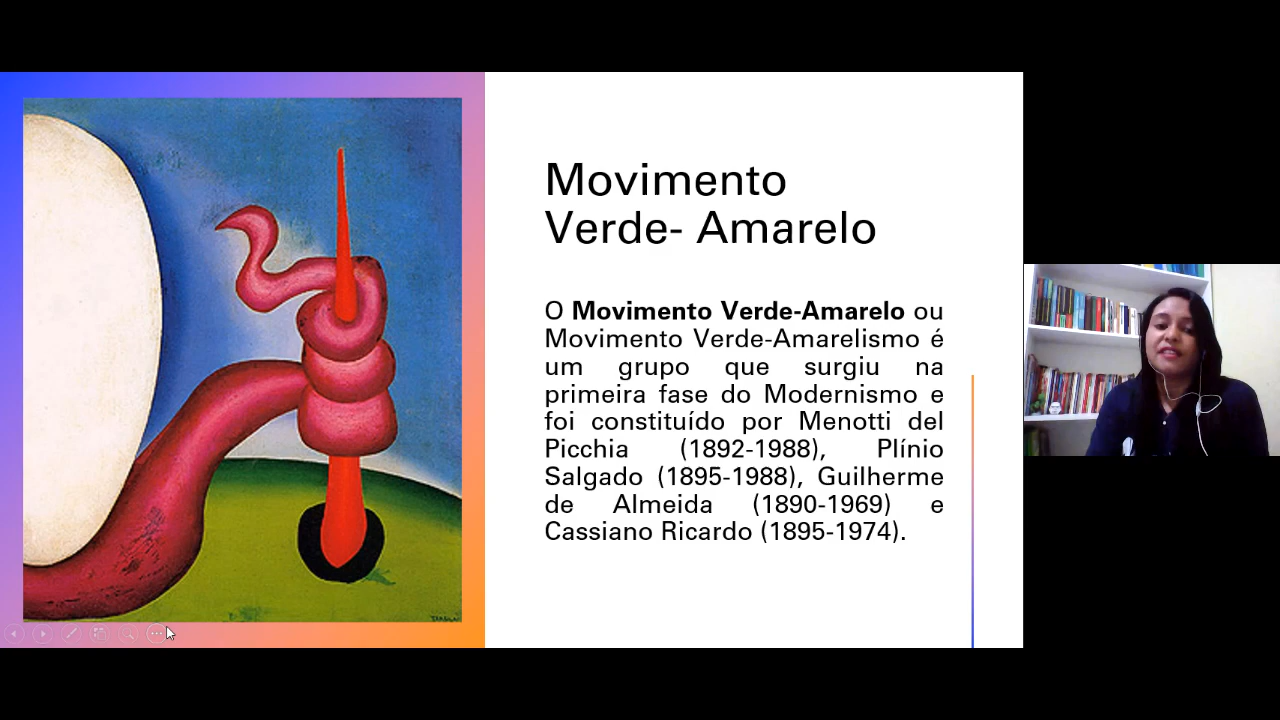 Movimento
Verde- Amarelo
O Movimento Verde-Amarelo ou
Movimento Verde-Amarelismo é
um grupo que surgiu na
primeira fase do Modernismo e
foi constituído por Menotti del
Picchia (1892-1988), Plínio
Salgado (1895-1988), Guilherme
de Almeida (1890-1969) e
Cassiano Ricardo (1895-1974).